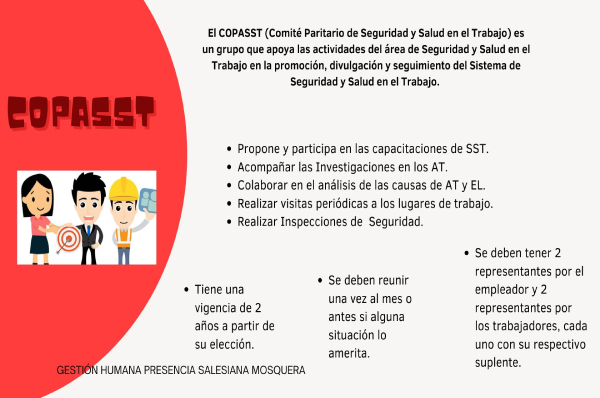 El COPASST (Comité Paritario de Seguridad y Salud en el Trabajo) es
un grupo que apoya las actividades del área de Seguridad y Salud en el
Trabajo en la promoción, divulgación y seguimiento del Sistema de
Seguridad y Salud en el Trabajo.
COPASST
• Propone y participa en las capacitaciones de SST.
• Acompañar las Investigaciones en los AT.
• Colaborar en el análisis de las causas de AT y EL.
• Realizar visitas periódicas a los lugares de trabajo.
• Realizar Inspecciones de Seguridad.
• Tiene una
vigencia de 2
años a partir de
su elección.
• Se deben reunir
una vez al mes o
antes si alguna
situación lo
amerita.
• Se deben tener 2
representantes por el
empleador y 2
representantes por
los trabajadores, cada
uno con su respectivo
suplente.
GESTIÓN HUMANA PRESENCIA SALESIANA MOSQUERA